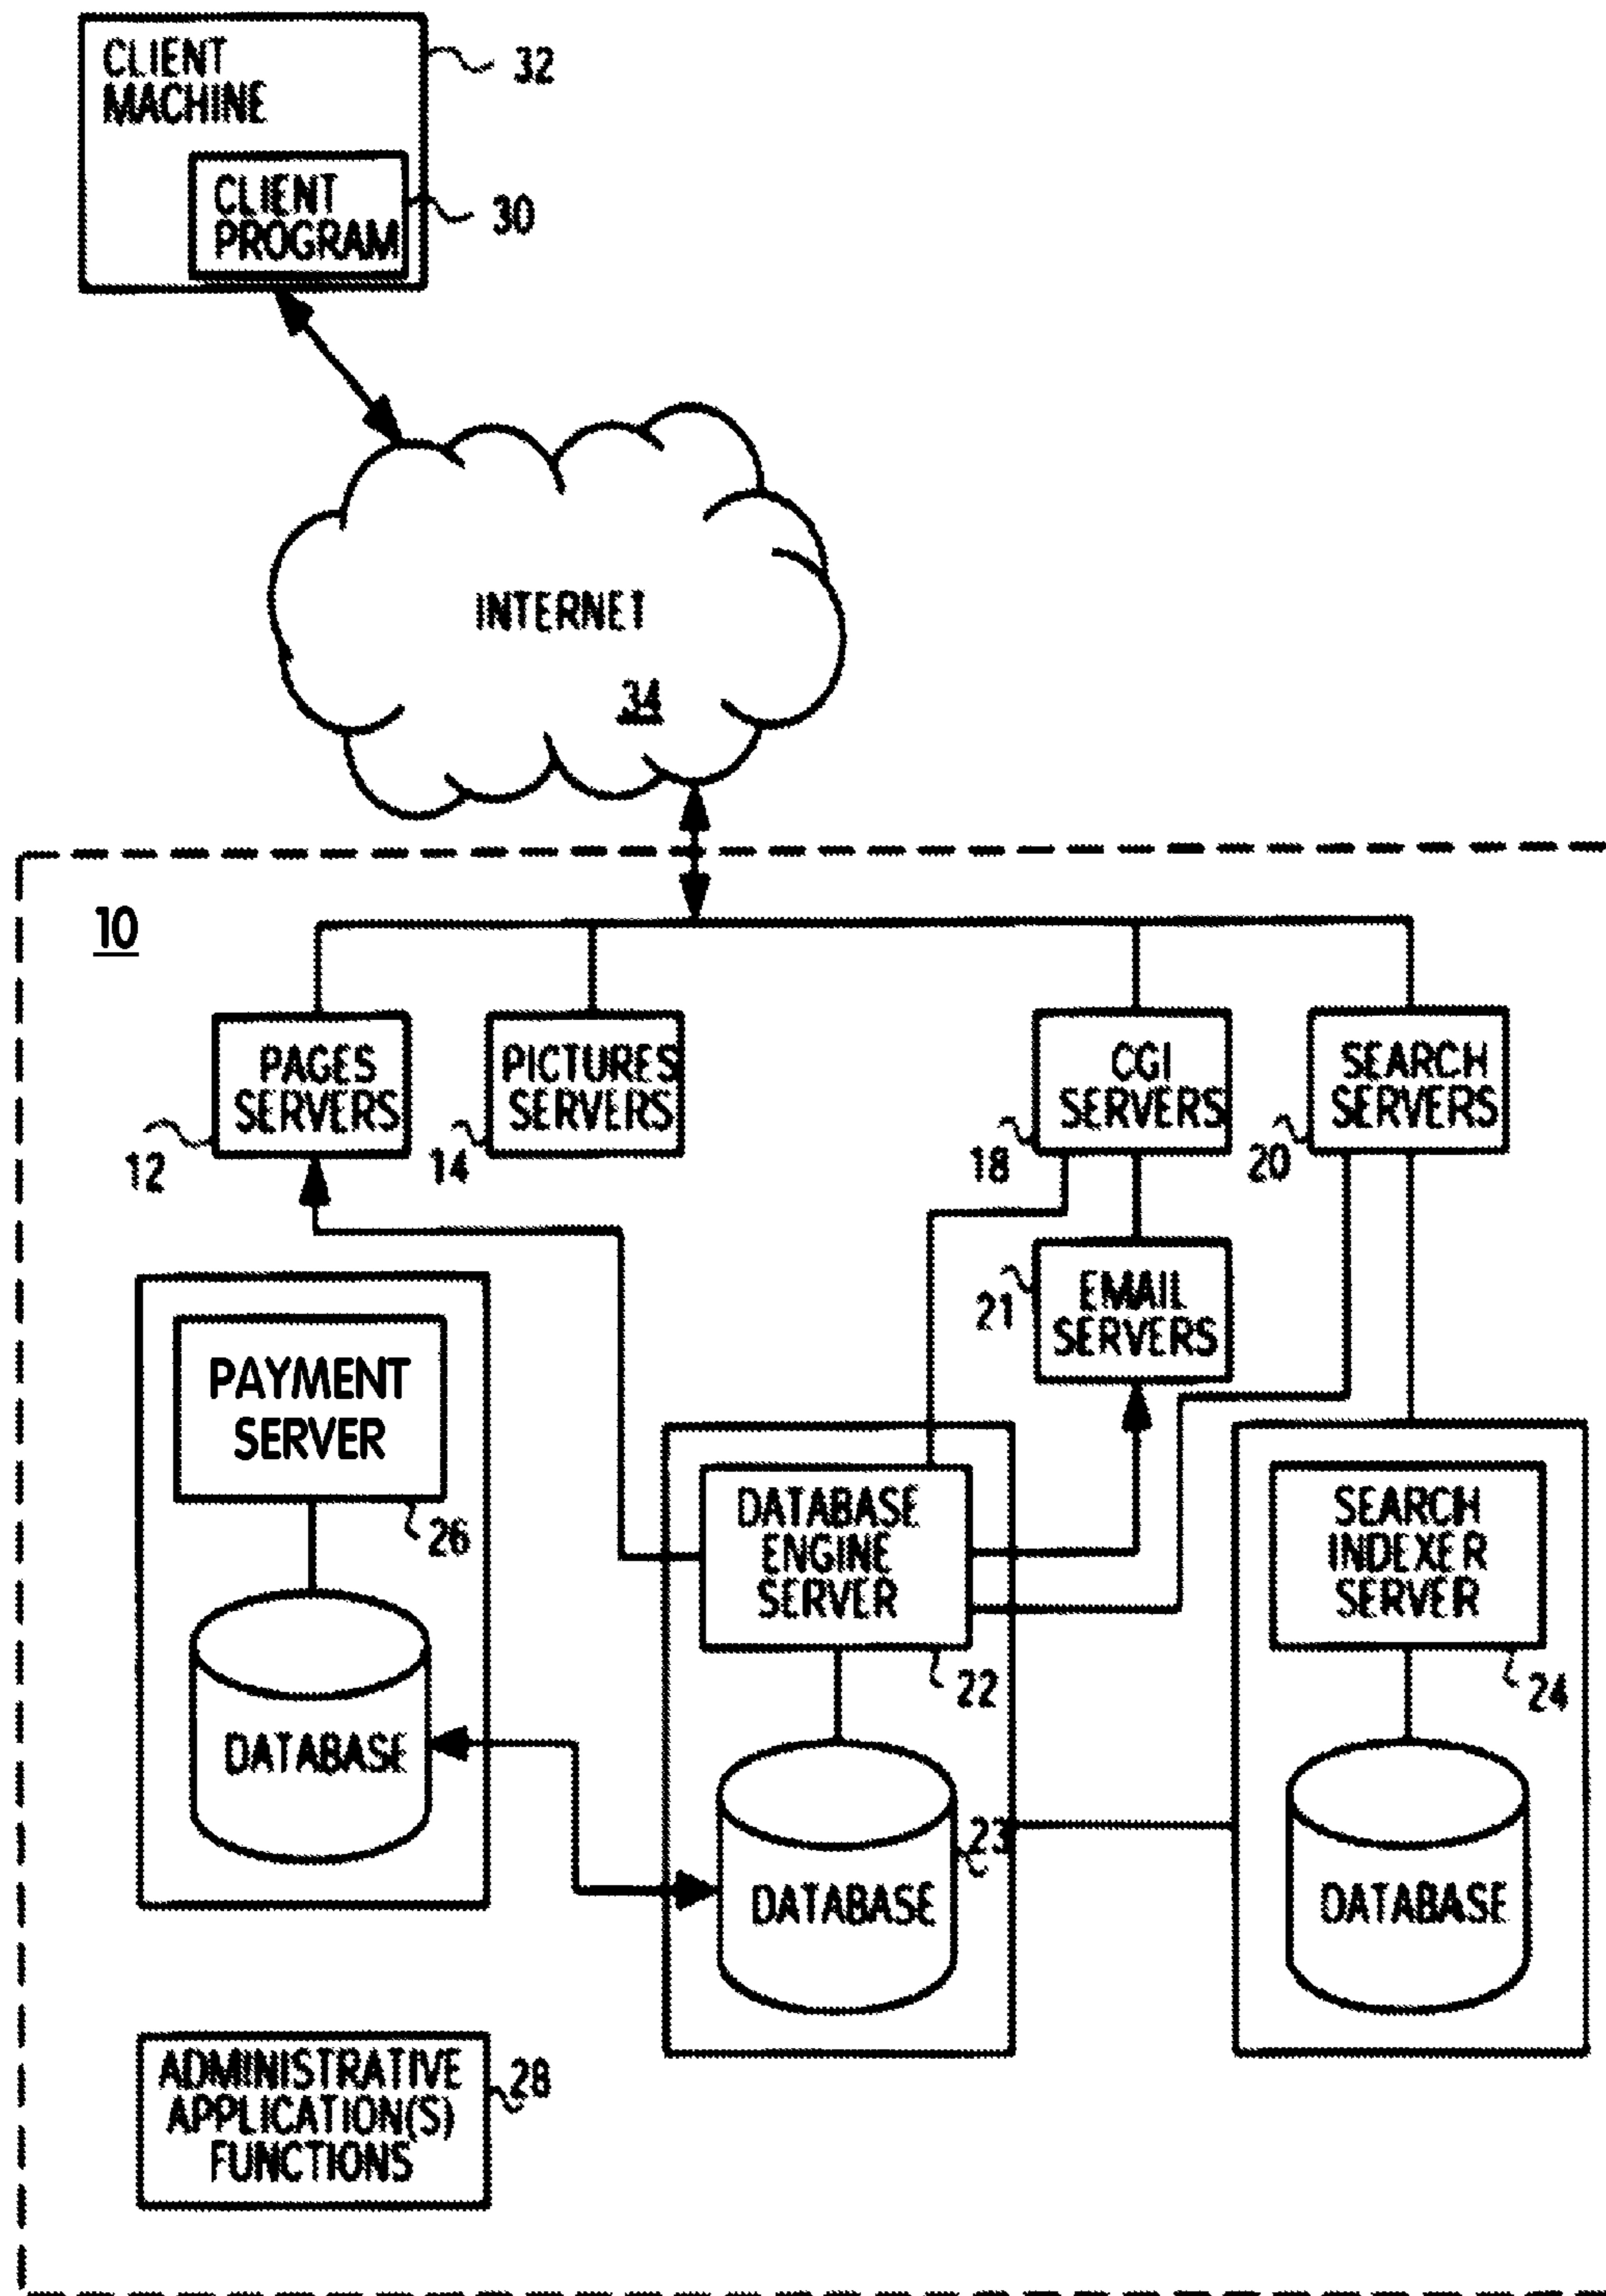 CLIENT
MACHINE
32
CLIENT
PROGRAM
30
INTERNET
34
10
PAGES
SERVERS
12
PICTURES
SERVERS
14
CGI
SERVERS
18
SEARCH
SERVERS
20
EMAIL
SERVERS
21
PAYMENT
SERVER
26
DATABASE
DATABASE
ENGINE
SERVER
22
DATABASE
23
SEARCH
INDEXER
SERVER
24
DATABASE
ADMINISTRATIVE
APPLICATION(S)
FUNCTIONS
28